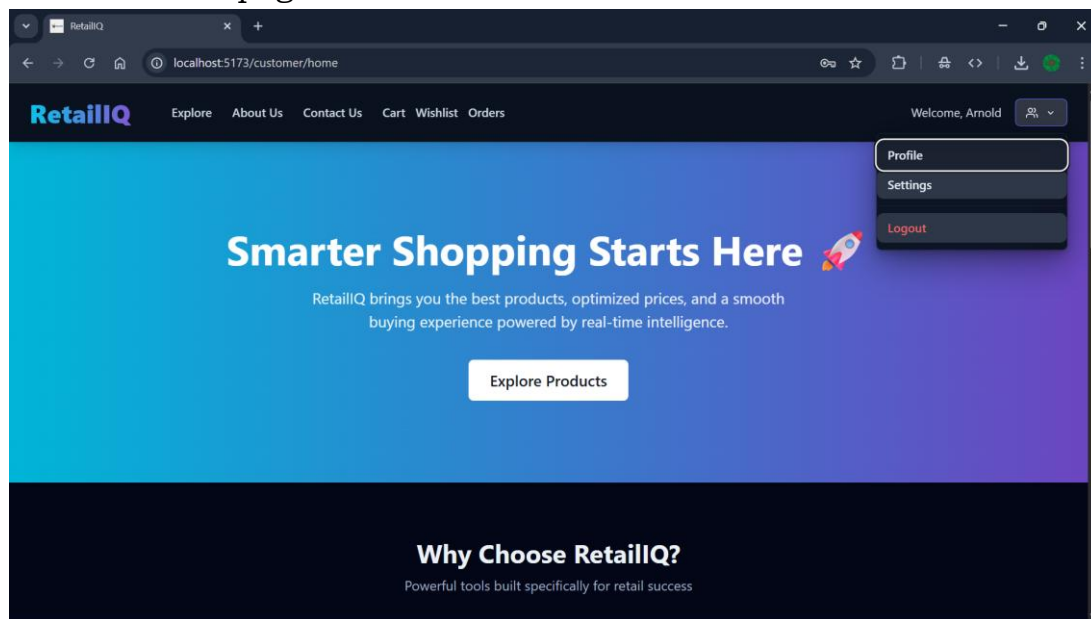 RetailIQ
localhost:5173/customer/home
RetailIQ Explore About Us Contact Us Cart Wishlist Orders Welcome, Arnold
Profile
Settings
Logout
Smarter Shopping Starts Here 🚀
RetailIQ brings you the best products, optimized prices, and a smooth
buying experience powered by real-time intelligence.
Explore Products
Why Choose RetailIQ?
Powerful tools built specifically for retail success